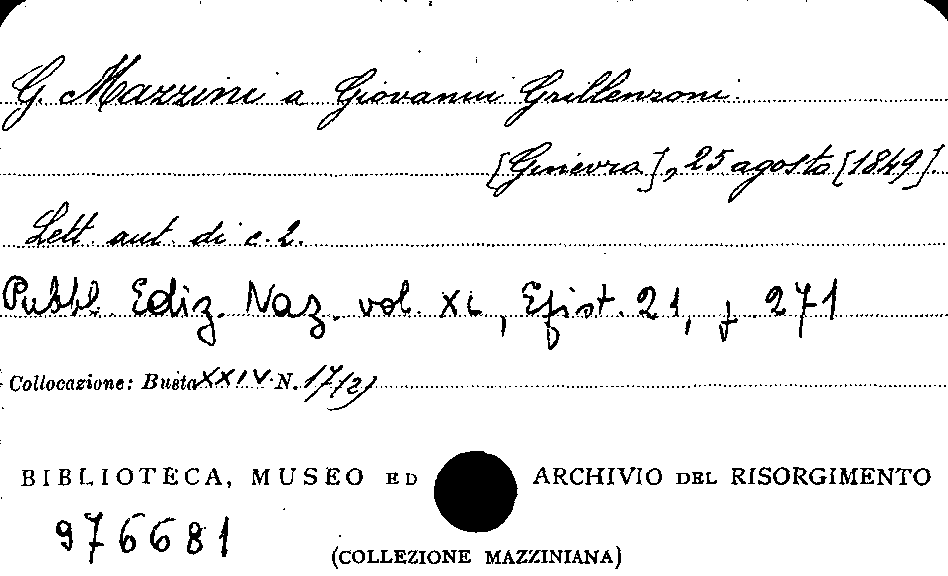 G. Mazzini a Giovanni Grillenzoni.
[Ginevra], 25 agosto [1849].
Lett. aut. di c. 2.
Pubbl. Ediz. Naz. vol. XL, Epist. 21, p. 271
Collocazione: Busta XXIV N. 17(2)
BIBLIOTECA, MUSEO ED ARCHIVIO DEL RISORGIMENTO
976681
(COLLEZIONE MAZZINIANA)